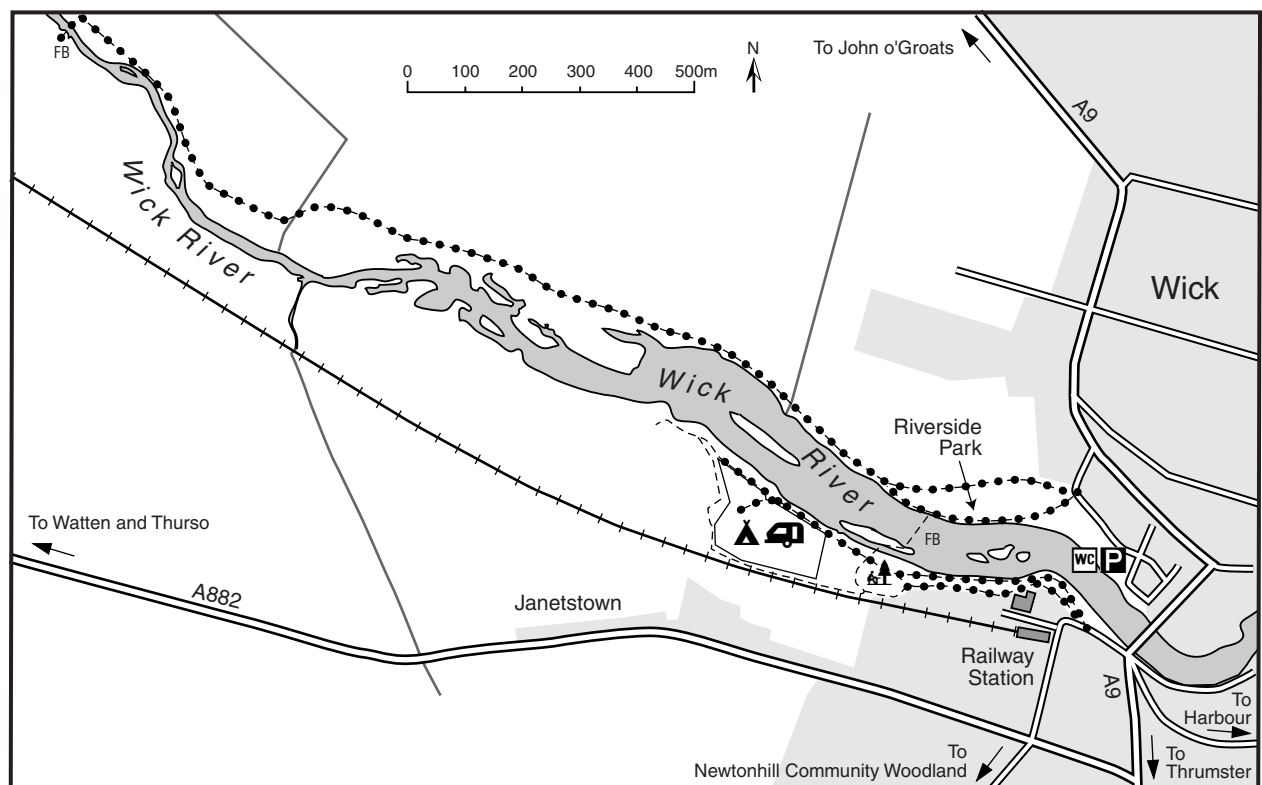 FB
0 100 200 300 400 500m
N
To John o'Groats
A9
Wick River
Wick
Wick
River
Riverside
Park
FB
WC
P
To Watten and Thurso
A882
Janetstown
Railway
Station
A9
To
Harbour
To
Newtonhill Community Woodland
To
Thrumster